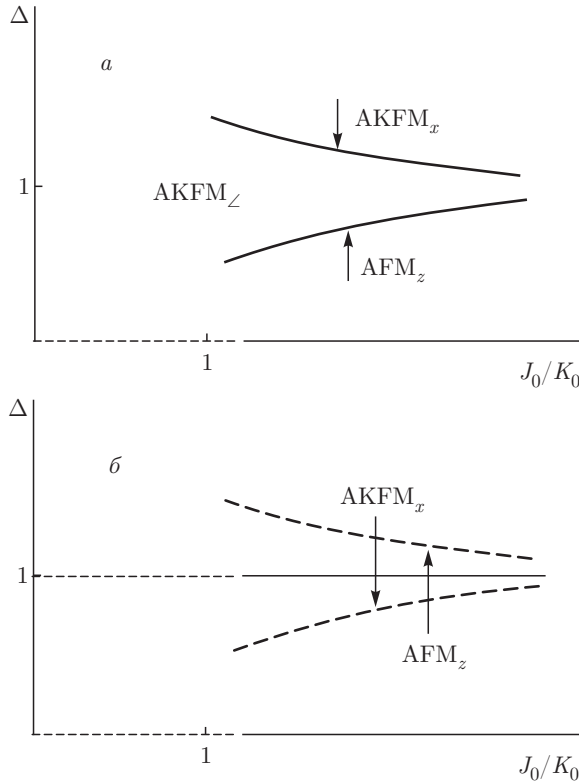 Δ
а
AKFM_x
1
AKFM_∠
AFM_z
1
J_0/K_0
Δ
б
AKFM_x
1
AFM_z
1
J_0/K_0